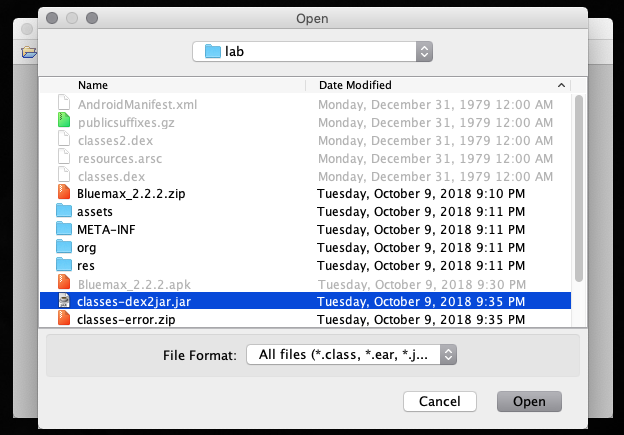 Open
lab
Name Date Modified
AndroidManifest.xml Monday, December 31, 1979 12:00 AM
publicsuffixes.gz Monday, December 31, 1979 12:00 AM
classes2.dex Monday, December 31, 1979 12:00 AM
resources.arsc Monday, December 31, 1979 12:00 AM
classes.dex Monday, December 31, 1979 12:00 AM
Bluemax_2.2.2.zip Tuesday, October 9, 2018 9:10 PM
assets Tuesday, October 9, 2018 9:11 PM
META-INF Tuesday, October 9, 2018 9:11 PM
org Tuesday, October 9, 2018 9:11 PM
res Tuesday, October 9, 2018 9:11 PM
Bluemax_2.2.2.apk Tuesday, October 9, 2018 9:30 PM
classes-dex2jar.jar Tuesday, October 9, 2018 9:35 PM
classes-error.zip Tuesday, October 9, 2018 9:35 PM
File Format: All files (*.class, *.ear, *.j...
Cancel Open